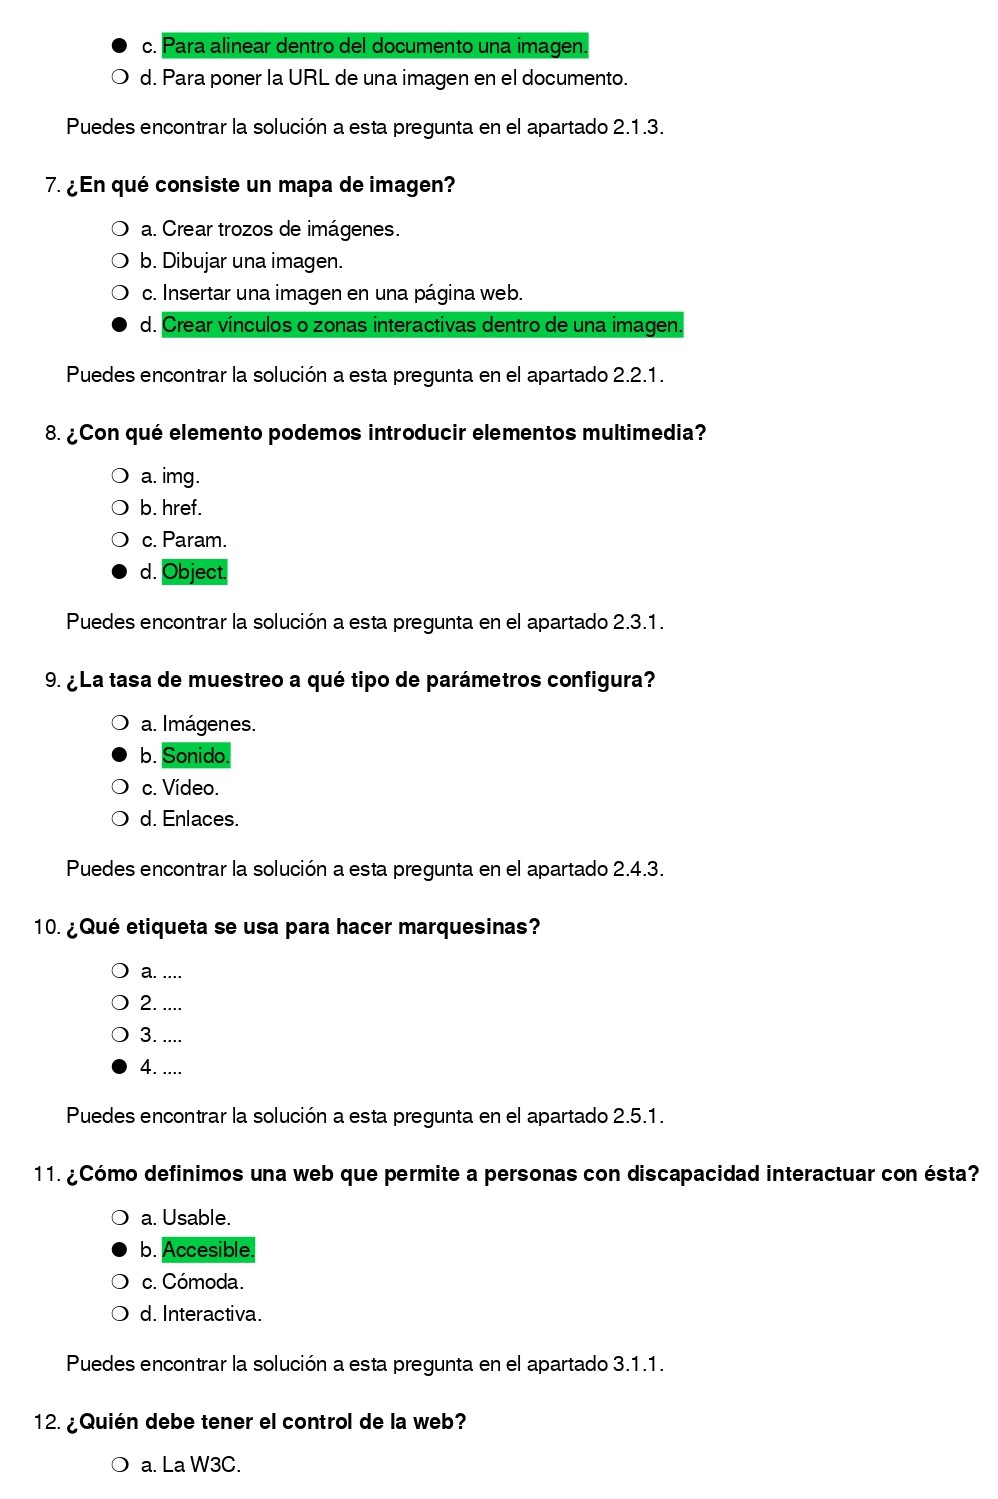 c. Para alinear dentro del documento una imagen.
d. Para poner la URL de una imagen en el documento.
Puedes encontrar la solución a esta pregunta en el apartado 2.1.3.
7. ¿En qué consiste un mapa de imagen?
a. Crear trozos de imágenes.
b. Dibujar una imagen.
c. Insertar una imagen en una página web.
d. Crear vínculos o zonas interactivas dentro de una imagen.
Puedes encontrar la solución a esta pregunta en el apartado 2.2.1.
8. ¿Con qué elemento podemos introducir elementos multimedia?
a. img.
b. href.
c. Param.
d. Object.
Puedes encontrar la solución a esta pregunta en el apartado 2.3.1.
9. ¿La tasa de muestreo a qué tipo de parámetros configura?
a. Imágenes.
b. Sonido.
c. Vídeo.
d. Enlaces.
Puedes encontrar la solución a esta pregunta en el apartado 2.4.3.
10. ¿Qué etiqueta se usa para hacer marquesinas?
a. ....
2. ....
3. ....
4. ....
Puedes encontrar la solución a esta pregunta en el apartado 2.5.1.
11. ¿Cómo definimos una web que permite a personas con discapacidad interactuar con ésta?
a. Usable.
b. Accesible.
c. Cómoda.
d. Interactiva.
Puedes encontrar la solución a esta pregunta en el apartado 3.1.1.
12. ¿Quién debe tener el control de la web?
a. La W3C.